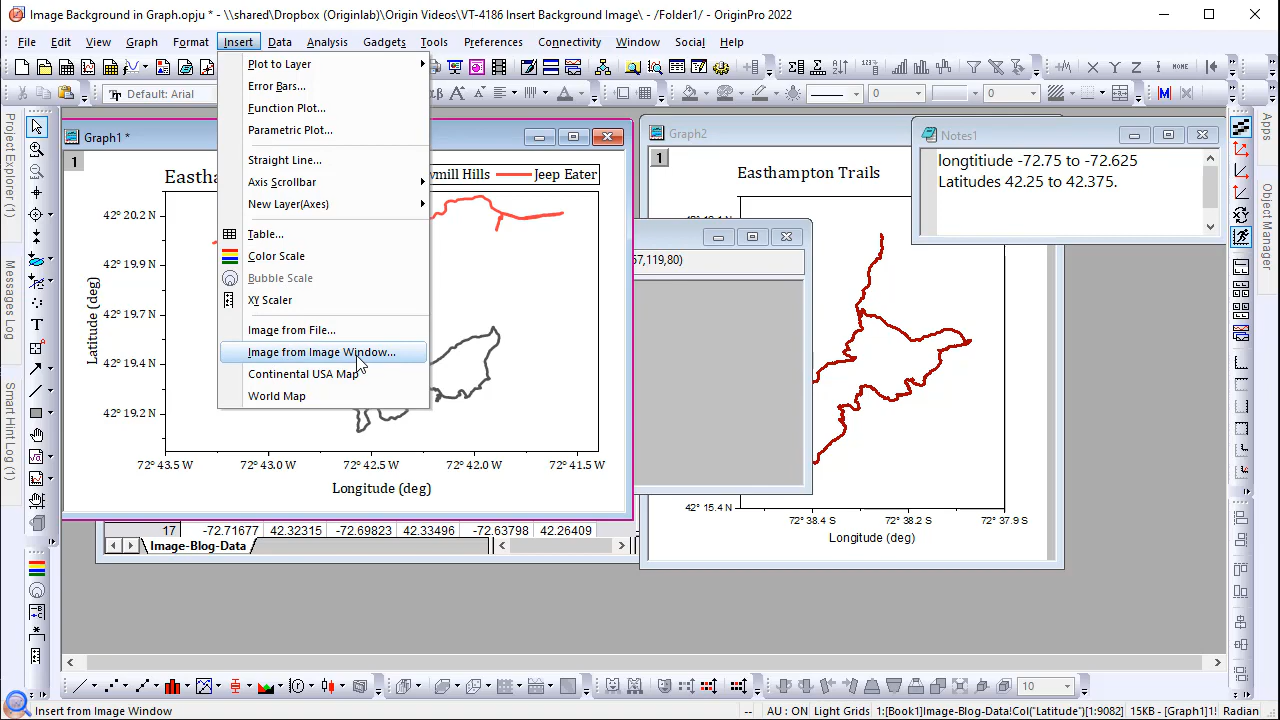 Image Background in Graph.opju * - \\shared\Dropbox (Originlab)\Origin Videos\VT-4186 Insert Background Image\ - /Folder1/ - OriginPro 2022
File Edit View Graph Format Insert Data Analysis Gadgets Tools Preferences Connectivity Window Social Help
Default: Arial
0
0
Plot to Layer
Error Bars...
Function Plot...
Parametric Plot...
Straight Line...
Axis Scrollbar
New Layer(Axes)
Table...
Color Scale
Bubble Scale
XY Scaler
Image from File...
Image from Image Window...
Continental USA Map
World Map
Project Explorer (1)
Messages Log
Smart Hint Log (1)
Apps
Object Manager
Graph1 *
1
Easth
wmill Hills
Jeep Eater
42° 20.2 N
42° 19.9 N
42° 19.7 N
42° 19.4 N
42° 19.2 N
Latitude (deg)
72° 43.5 W
72° 43.0 W
72° 42.5 W
72° 42.0 W
72° 41.5 W
Longitude (deg)
17 -72.71677 42.32315 -72.69823 42.33496 -72.63798 42.26409
Image-Blog-Data
57,119,80)
Graph2
1
Easthampton Trails
42° 15.4 N
72° 38.4 S
72° 38.2 S
72° 37.9 S
Longitude (deg)
Notes1
longtitiude -72.75 to -72.625
Latitudes 42.25 to 42.375.
10
Insert from Image Window
-- AU : ON Light Grids 1:[Book1]Image-Blog-Data!Col("Latitude")[1:9082] 15KB - [Graph1]1! Radian